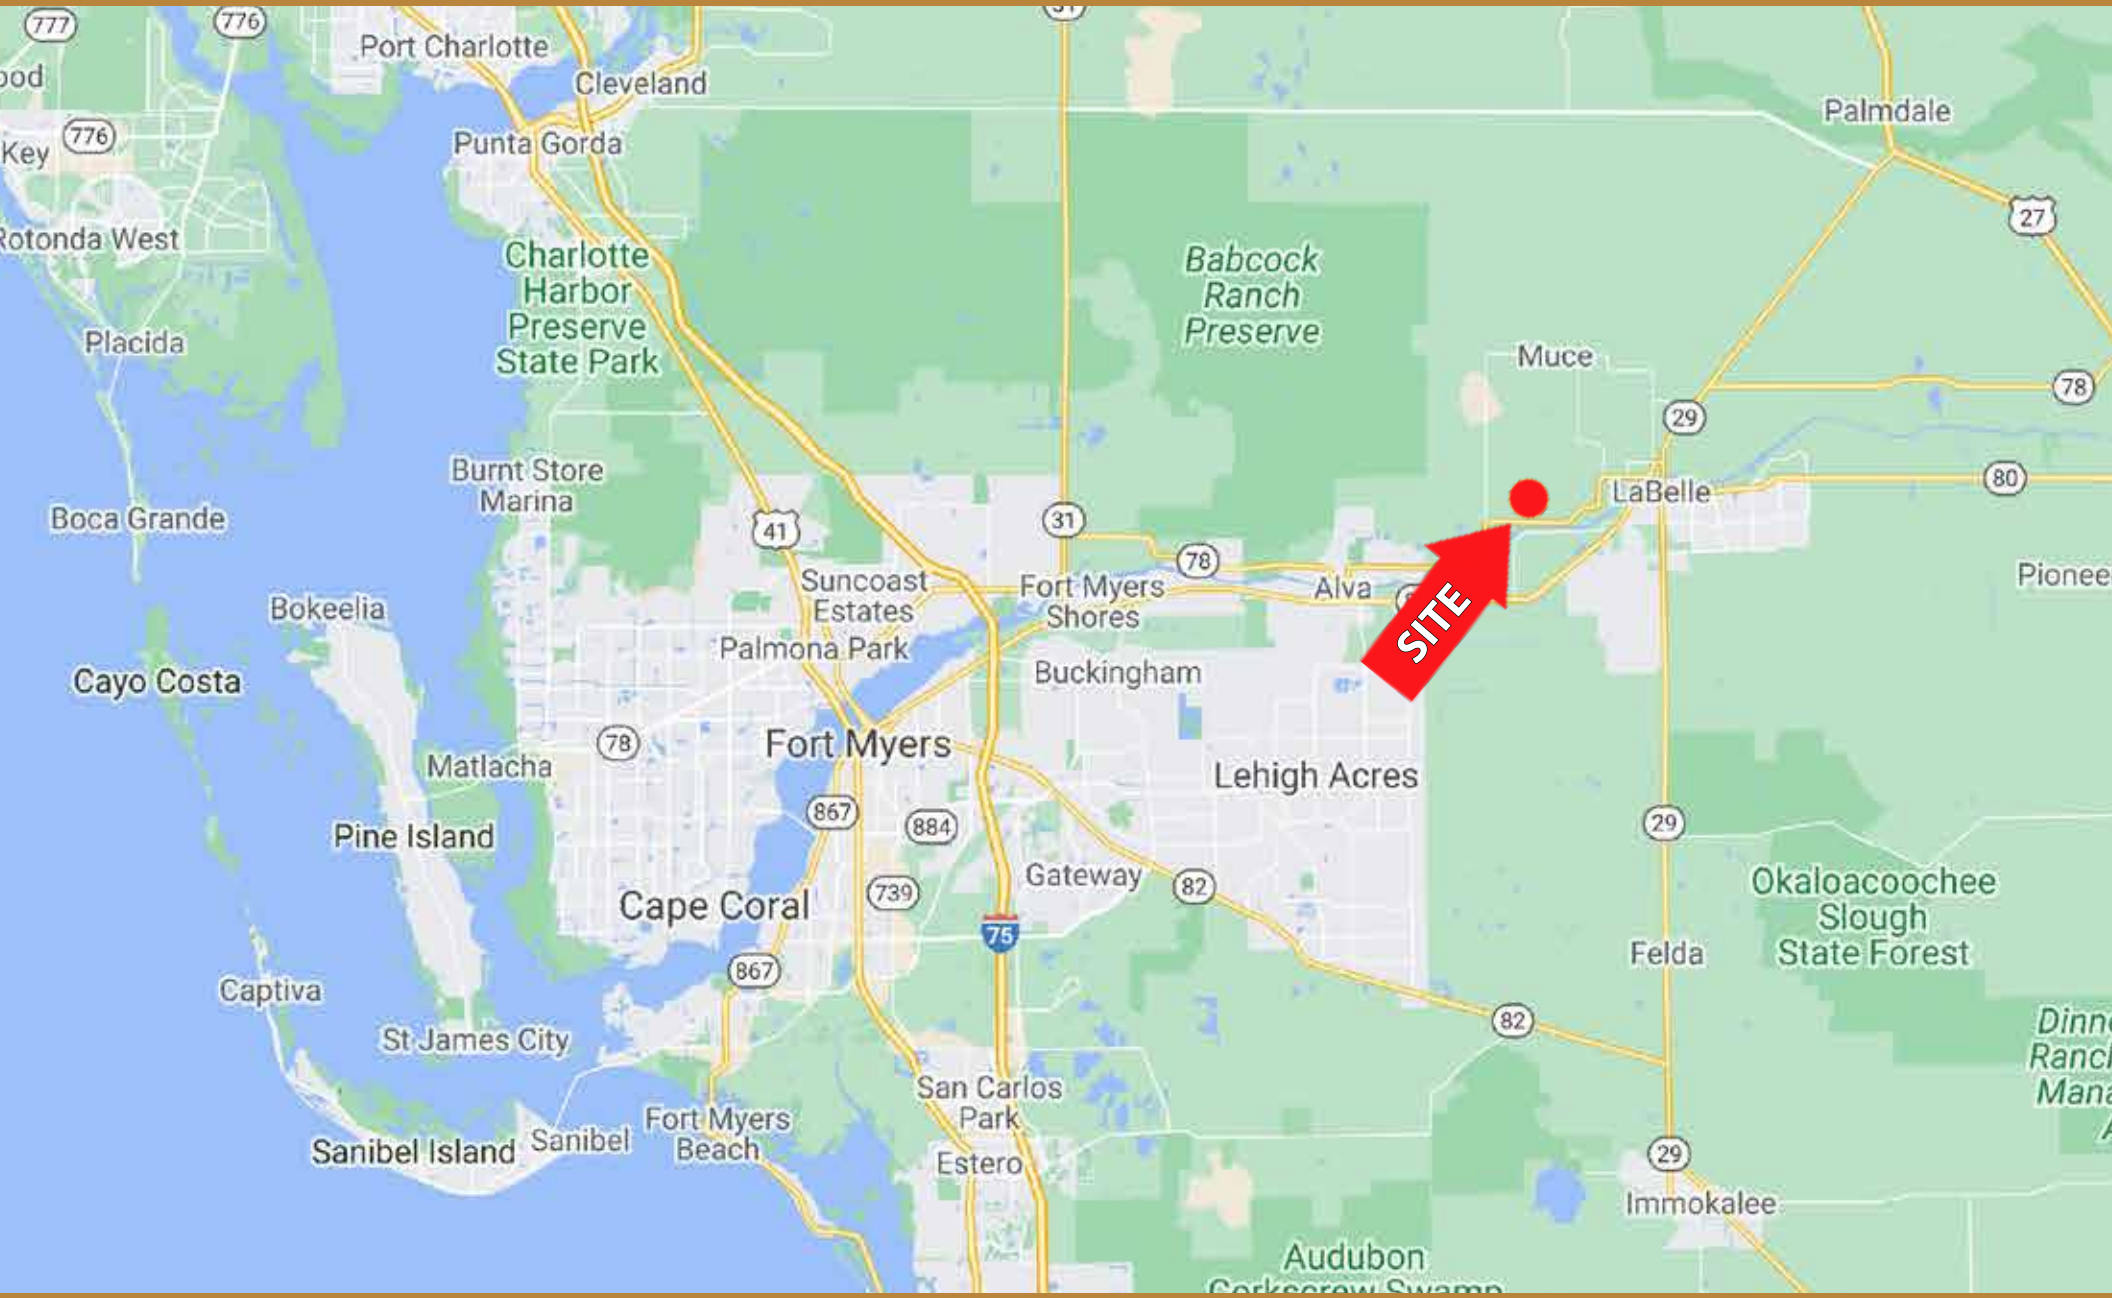 777
776
31
Port Charlotte
Cleveland
Palmdale
776
Key
Punta Gorda
27
Rotonda West
Charlotte
Harbor
Preserve
State Park
Babcock
Ranch
Preserve
Placida
Muce
78
29
Burnt Store
Marina
80
LaBelle
Boca Grande
41
31
78
Suncoast
Estates
Fort Myers
Shores
Alva
Bokeelia
SITE
Palmona Park
Buckingham
Cayo Costa
78
Fort Myers
Matlacha
Lehigh Acres
867
884
29
Pine Island
Gateway
82
739
Okaloacoochee
Slough
State Forest
Cape Coral
75
Felda
867
Captiva
82
St James City
San Carlos
Park
Fort Myers
Beach
Sanibel
Sanibel Island
Estero
29
Immokalee
Audubon
Corkscrew Swamp